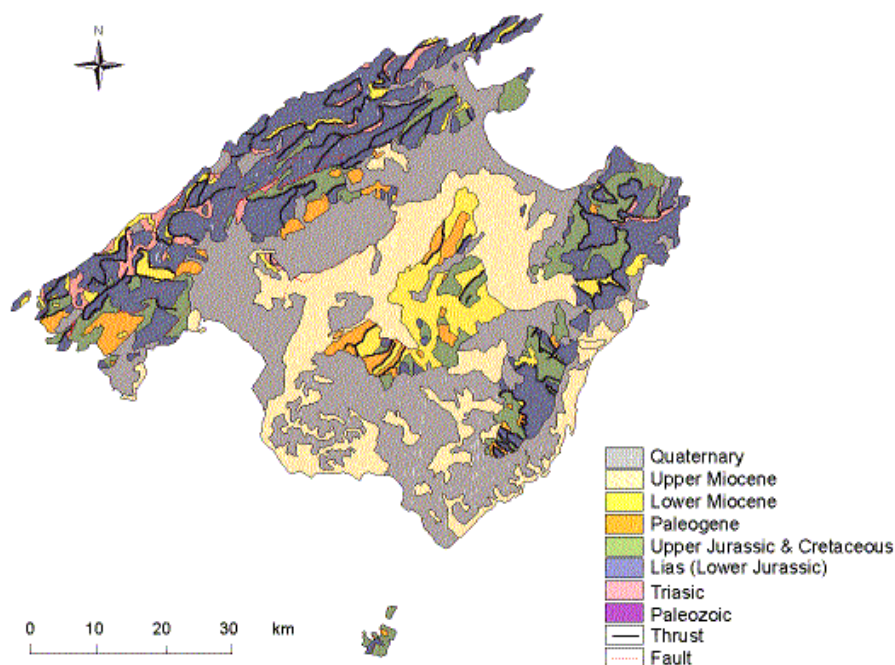 N
Quaternary
Upper Miocene
Lower Miocene
Paleogene
Upper Jurassic & Cretaceous
Lias (Lower Jurassic)
Triasic
Paleozoic
Thrust
Fault
0 10 20 30 km